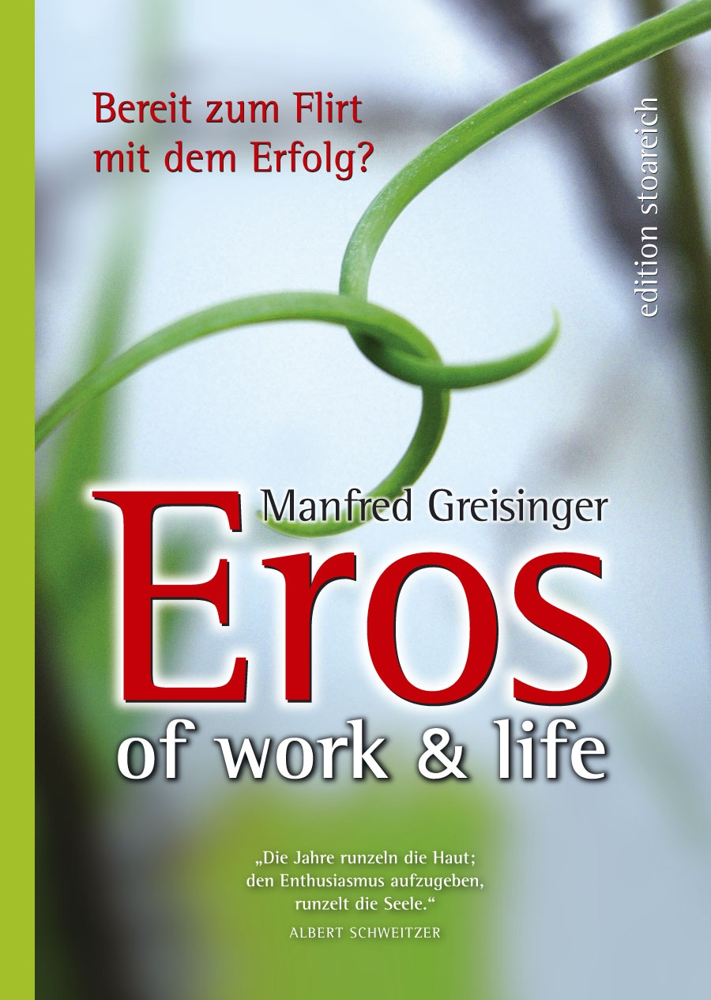 Bereit zum Flirt
mit dem Erfolg?
edition stoareich
Manfred Greisinger
Eros
of work & life
„Die Jahre runzeln die Haut;
den Enthusiasmus aufzugeben,
runzelt die Seele.“
ALBERT SCHWEITZER